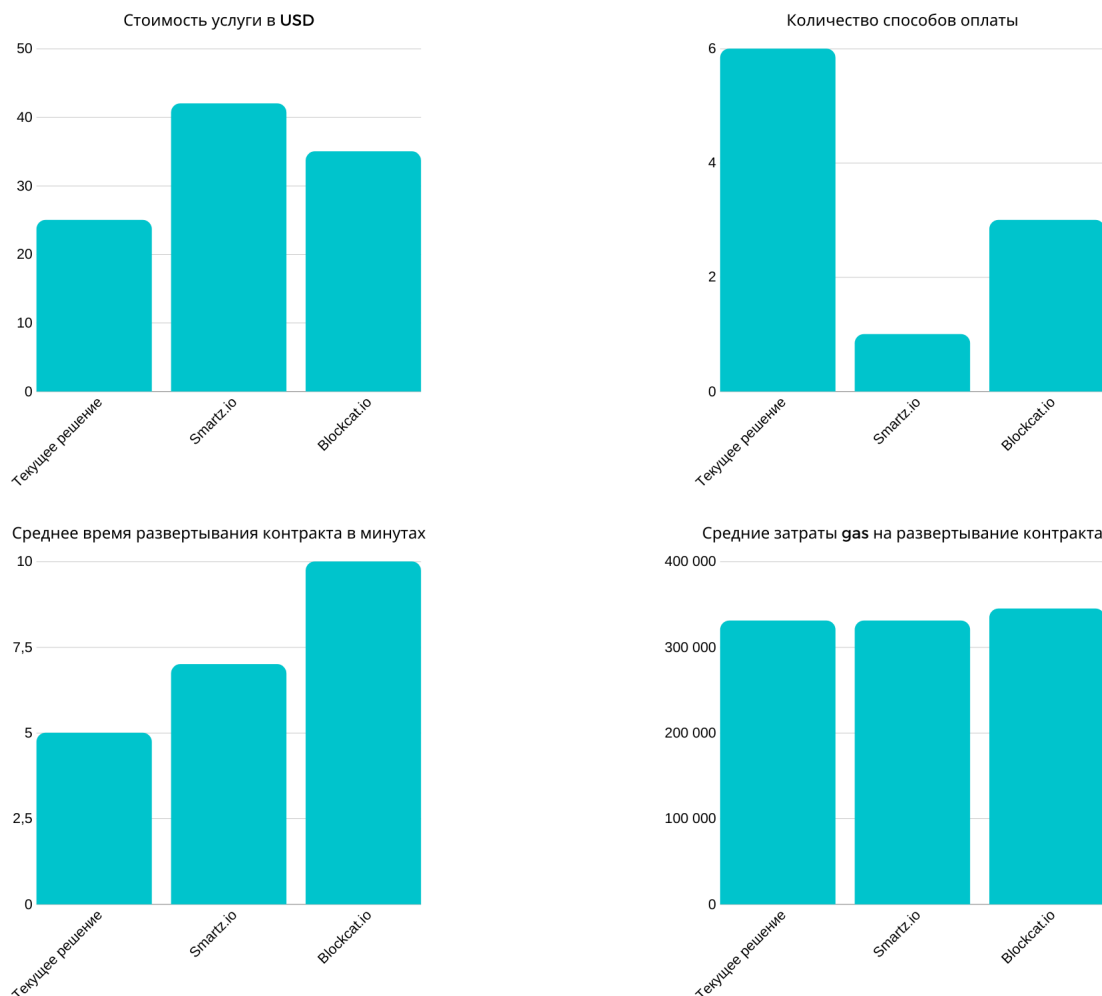 Стоимость услуги в USD
50
40
30
20
10
0
Текущее решение
Smartz.io
Blockcat.io
Количество способов оплаты
6
4
2
0
Текущее решение
Smartz.io
Blockcat.io
Среднее время развертывания контракта в минутах
10
7,5
5
2,5
0
Текущее решение
Smartz.io
Blockcat.io
Средние затраты gas на развертывание контракта
400 000
300 000
200 000
100 000
0
Текущее решение
Smartz.io
Blockcat.io